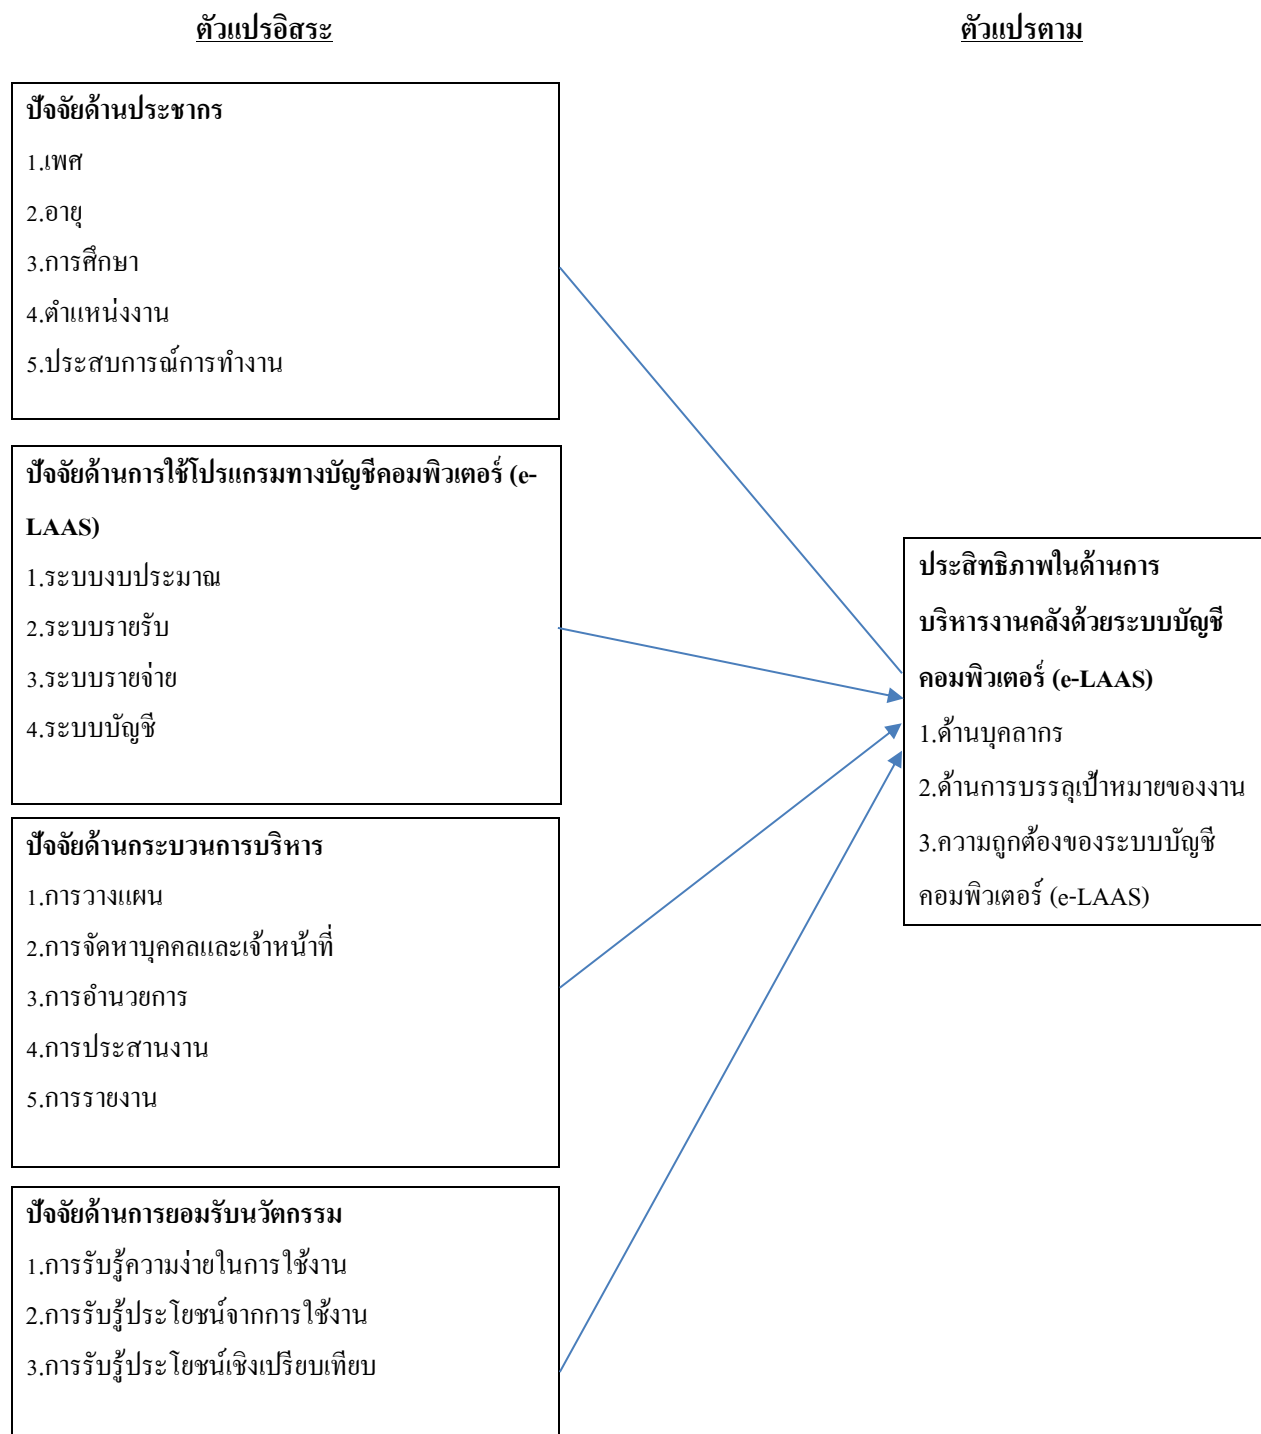 ตัวแปรอิสระ
ตัวแปรตาม
ปัจจัยด้านประชากร
1.เพศ
2.อายุ
3.การศึกษา
4.ตำแหน่งงาน
5.ประสบการณ์การทำงาน
ปัจจัยด้านการใช้โปรแกรมทางบัญชีคอมพิวเตอร์ (e-
LAAS)
1.ระบบงบประมาณ
2.ระบบรายรับ
3.ระบบรายจ่าย
4.ระบบบัญชี
ปัจจัยด้านกระบวนการบริหาร
1.การวางแผน
2.การจัดหาบุคคลและเจ้าหน้าที่
3.การอำนวยการ
4.การประสานงาน
5.การรายงาน
ปัจจัยด้านการยอมรับนวัตกรรม
1.การรับรู้ความง่ายในการใช้งาน
2.การรับรู้ประโยชน์จากการใช้งาน
3.การรับรู้ประโยชน์เชิงเปรียบเทียบ
ประสิทธิภาพในด้านการ
บริหารงานคลังด้วยระบบบัญชี
คอมพิวเตอร์ (e-LAAS)
1.ด้านบุคลากร
2.ด้านการบรรลุเป้าหมายของงาน
3.ความถูกต้องของระบบบัญชี
คอมพิวเตอร์ (e-LAAS)